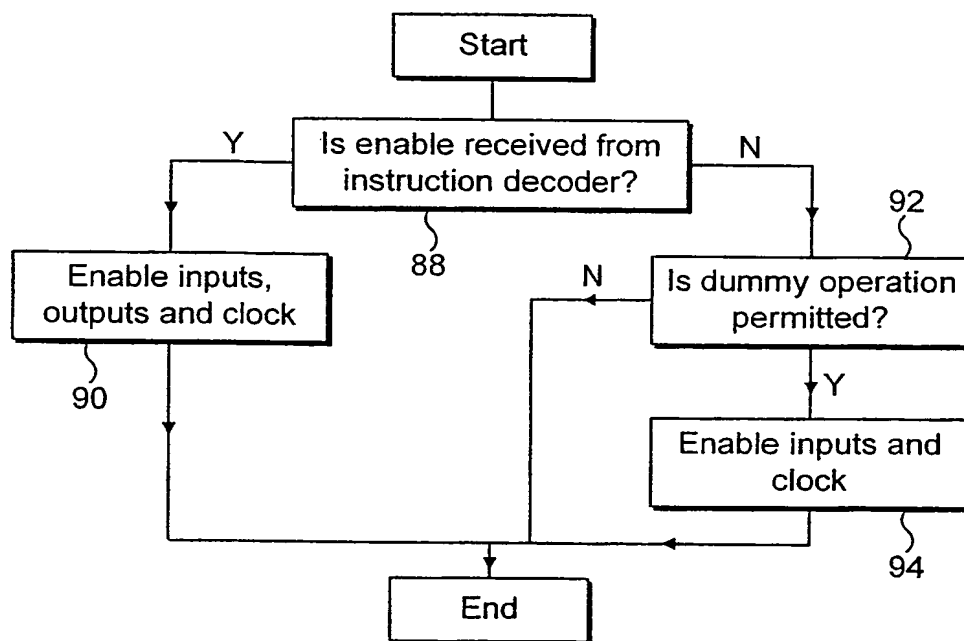 Start
Is enable received from
instruction decoder?
Y
N
88
92
Enable inputs,
outputs and clock
90
Is dummy operation
permitted?
N
Y
Enable inputs and
clock
94
End